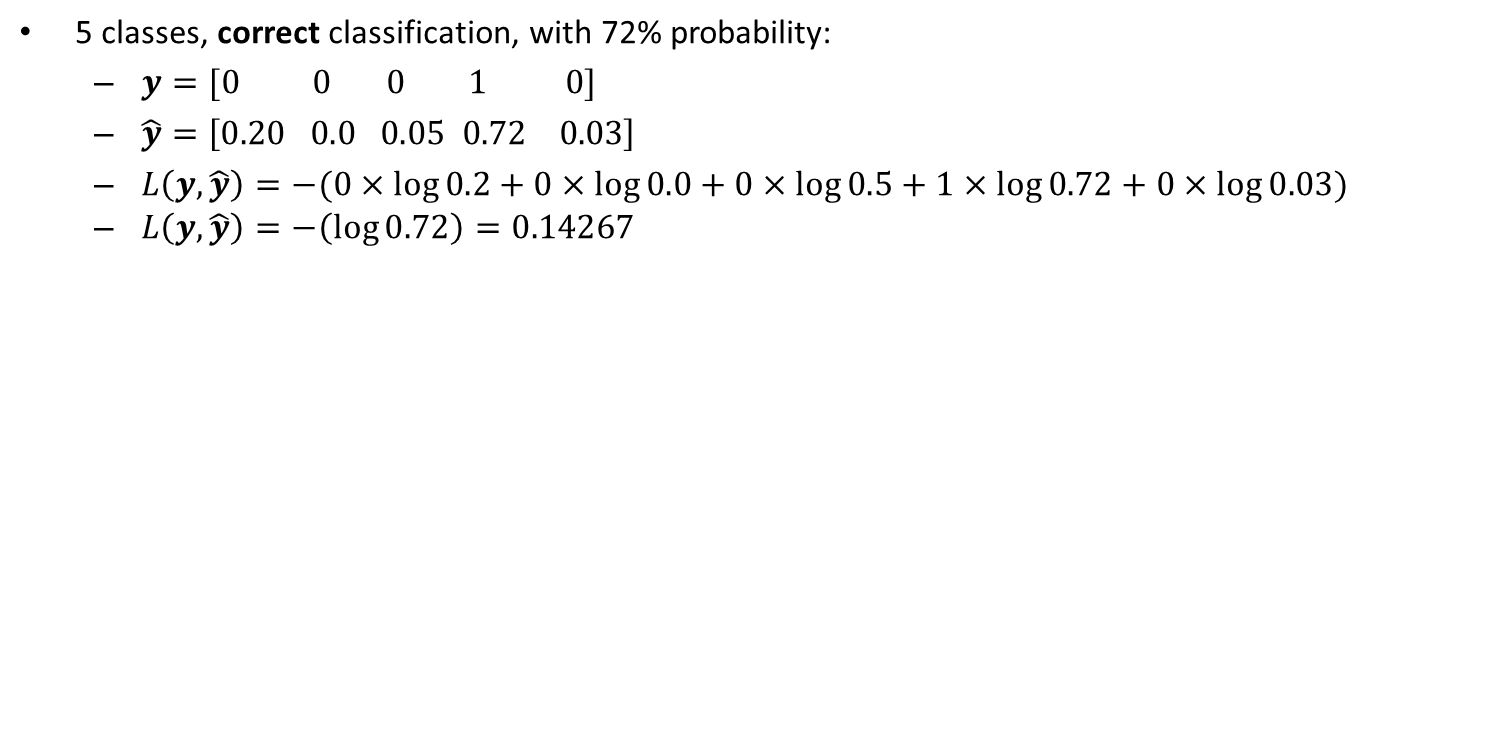 • 5 classes, correct classification, with 72% probability:
– y = [0 0 0 1 0]
– ŷ = [0.20 0.0 0.05 0.72 0.03]
– L(y, ŷ) = −(0 × log 0.2 + 0 × log 0.0 + 0 × log 0.5 + 1 × log 0.72 + 0 × log 0.03)
– L(y, ŷ) = −(log 0.72) = 0.14267